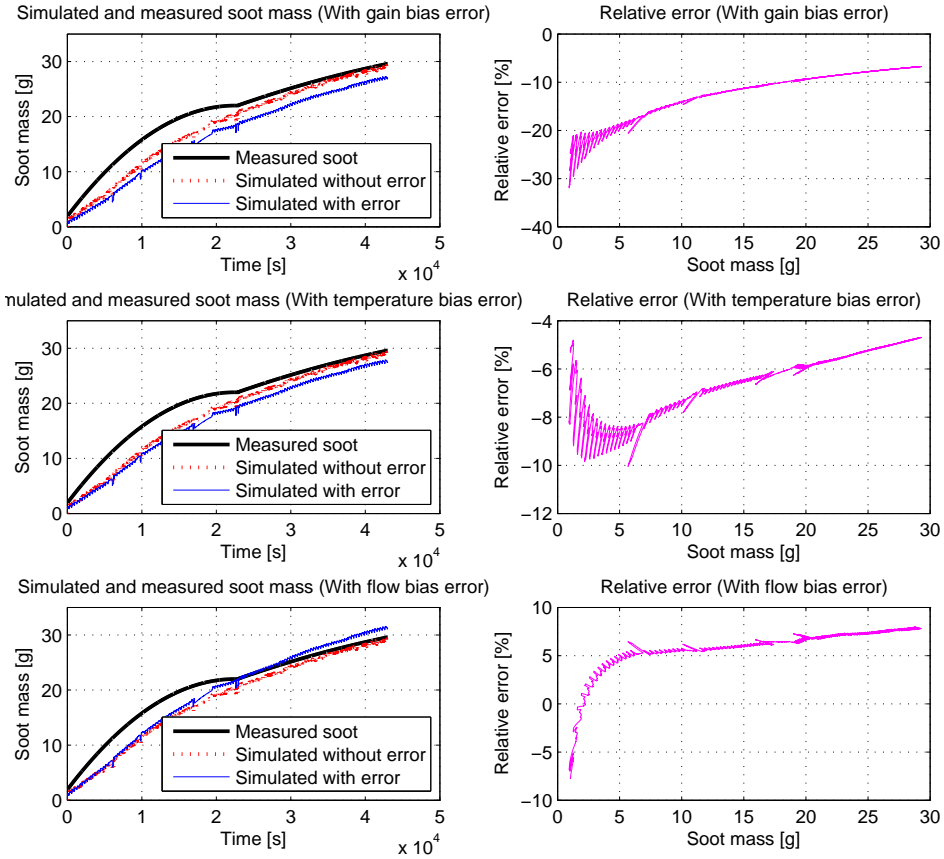 Simulated and measured soot mass (With gain bias error)
Soot mass [g]
30
20
10
0
0 1 2 3 4 5
Time [s]
x 10^4
Measured soot
Simulated without error
Simulated with error
Relative error (With gain bias error)
Relative error [%]
0
−10
−20
−30
−40
0 5 10 15 20 25 30
Soot mass [g]
mulated and measured soot mass (With temperature bias error)
Soot mass [g]
30
20
10
0
0 1 2 3 4 5
Time [s]
x 10^4
Measured soot
Simulated without error
Simulated with error
Relative error (With temperature bias error)
Relative error [%]
−4
−6
−8
−10
−12
0 5 10 15 20 25 30
Soot mass [g]
Simulated and measured soot mass (With flow bias error)
Soot mass [g]
30
20
10
0
0 1 2 3 4 5
Time [s]
x 10^4
Measured soot
Simulated without error
Simulated with error
Relative error (With flow bias error)
Relative error [%]
10
5
0
−5
−10
0 5 10 15 20 25 30
Soot mass [g]